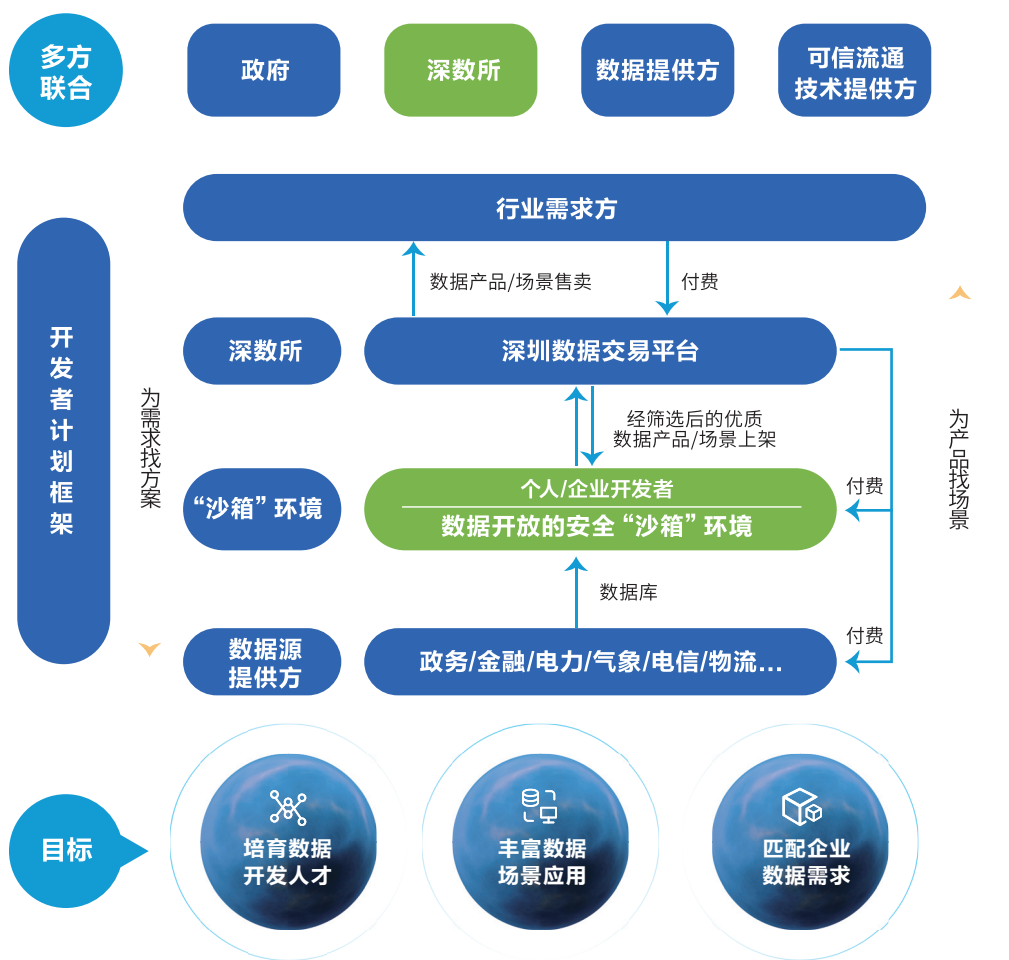 多方
联合
政府
深数所
数据提供方
可信流通
技术提供方
行业需求方
数据产品/场景售卖
付费
开发者计划框架
为需求找方案
深数所
深圳数据交易平台
经筛选后的优质
数据产品/场景上架
为产品找场景
“沙箱”环境
个人/企业开发者
数据开放的安全“沙箱”环境
付费
数据库
数据源
提供方
政务/金融/电力/气象/电信/物流...
付费
目标
培育数据
开发人才
丰富数据
场景应用
匹配企业
数据需求